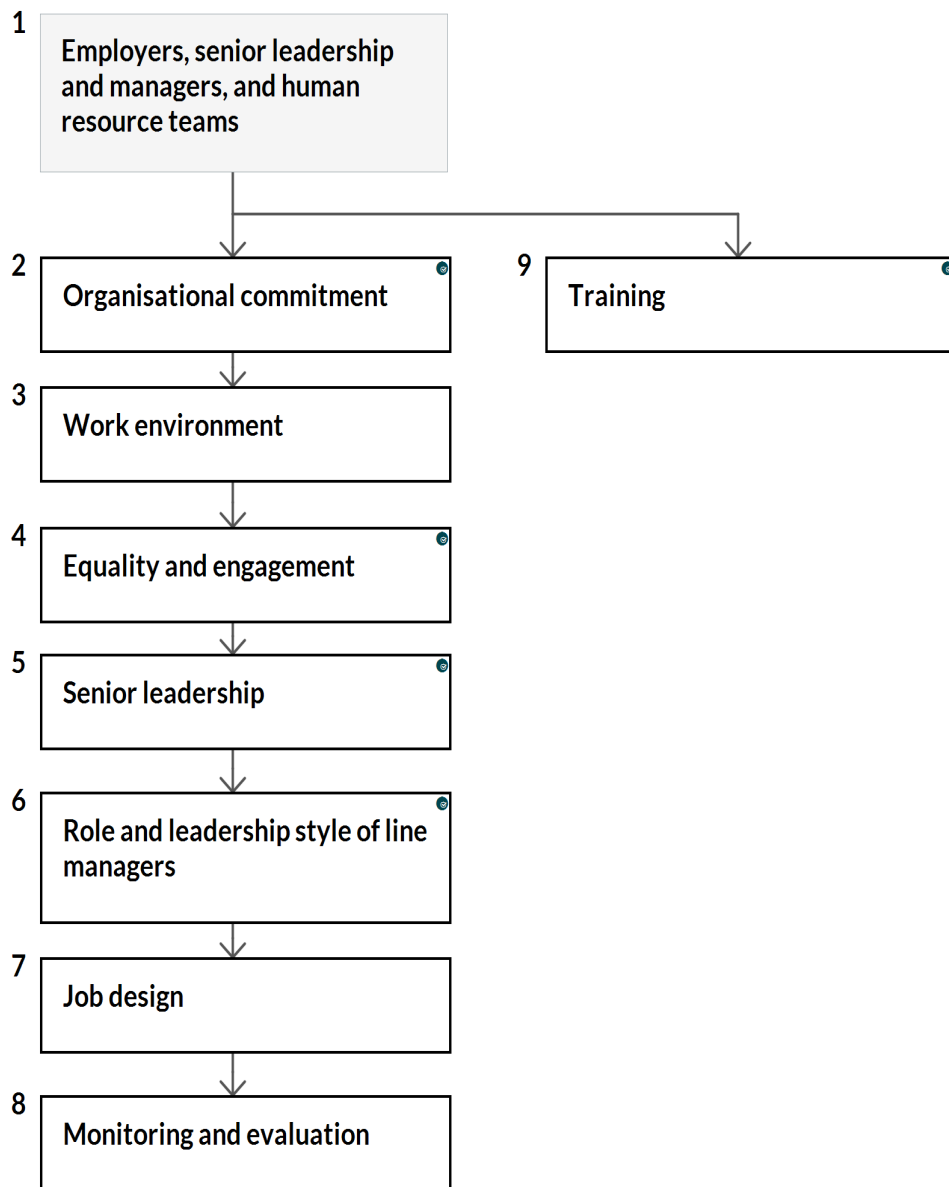 1
Employers, senior leadership
and managers, and human
resource teams
2
Organisational commitment
9
Training
3
Work environment
4
Equality and engagement
5
Senior leadership
6
Role and leadership style of line
managers
7
Job design
8
Monitoring and evaluation